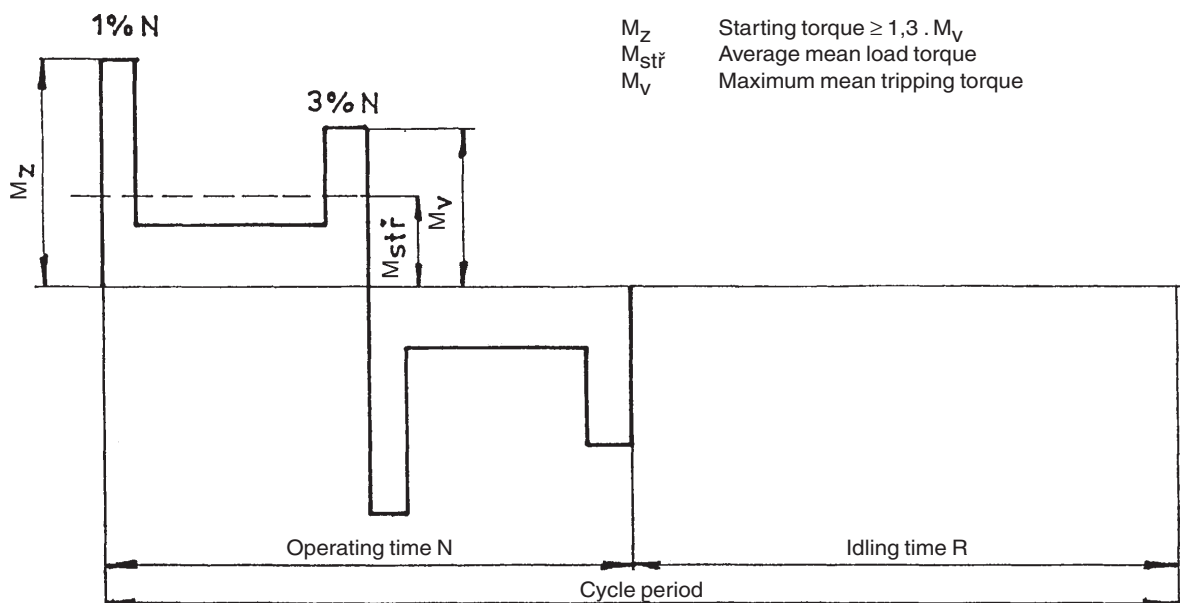 1% N
M_Z Starting torque ≥ 1,3 . M_V
M_stř Average mean load torque
M_V Maximum mean tripping torque
3% N
M_Z
M_stř
M_V
Operating time N
Idling time R
Cycle period